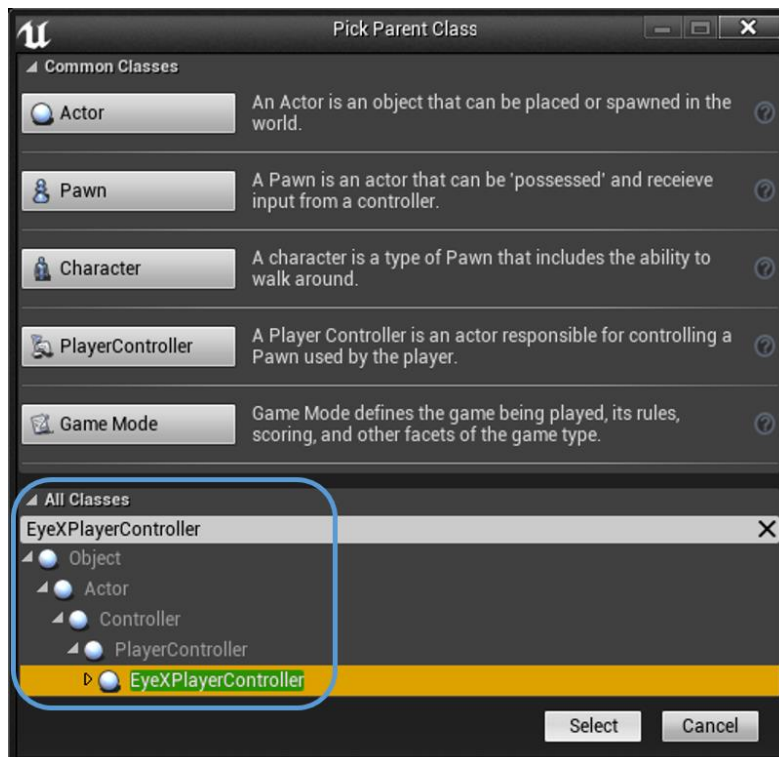 Pick Parent Class
Common Classes
Actor
An Actor is an object that can be placed or spawned in the
world.
Pawn
A Pawn is an actor that can be 'possessed' and receieve
input from a controller.
Character
A character is a type of Pawn that includes the ability to
walk around.
PlayerController
A Player Controller is an actor responsible for controlling a
Pawn used by the player.
Game Mode
Game Mode defines the game being played, its rules,
scoring, and other facets of the game type.
All Classes
EyeXPlayerController
Object
Actor
Controller
PlayerController
EyeXPlayerController
Select
Cancel